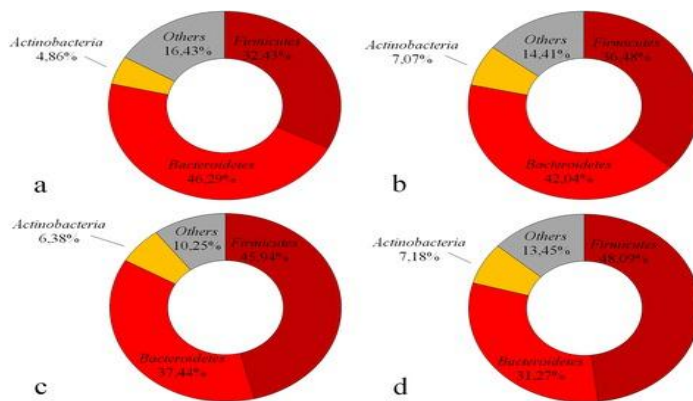 a
Actinobacteria
4,86%
Others
16,43%
Firmicutes
32,43%
Bacteroidetes
46,29%
b
Actinobacteria
7,07%
Others
14,41%
Firmicutes
36,48%
Bacteroidetes
42,04%
c
Actinobacteria
6,38%
Others
10,25%
Firmicutes
45,94%
Bacteroidetes
37,44%
d
Actinobacteria
7,18%
Others
13,45%
Firmicutes
48,09%
Bacteroidetes
31,27%